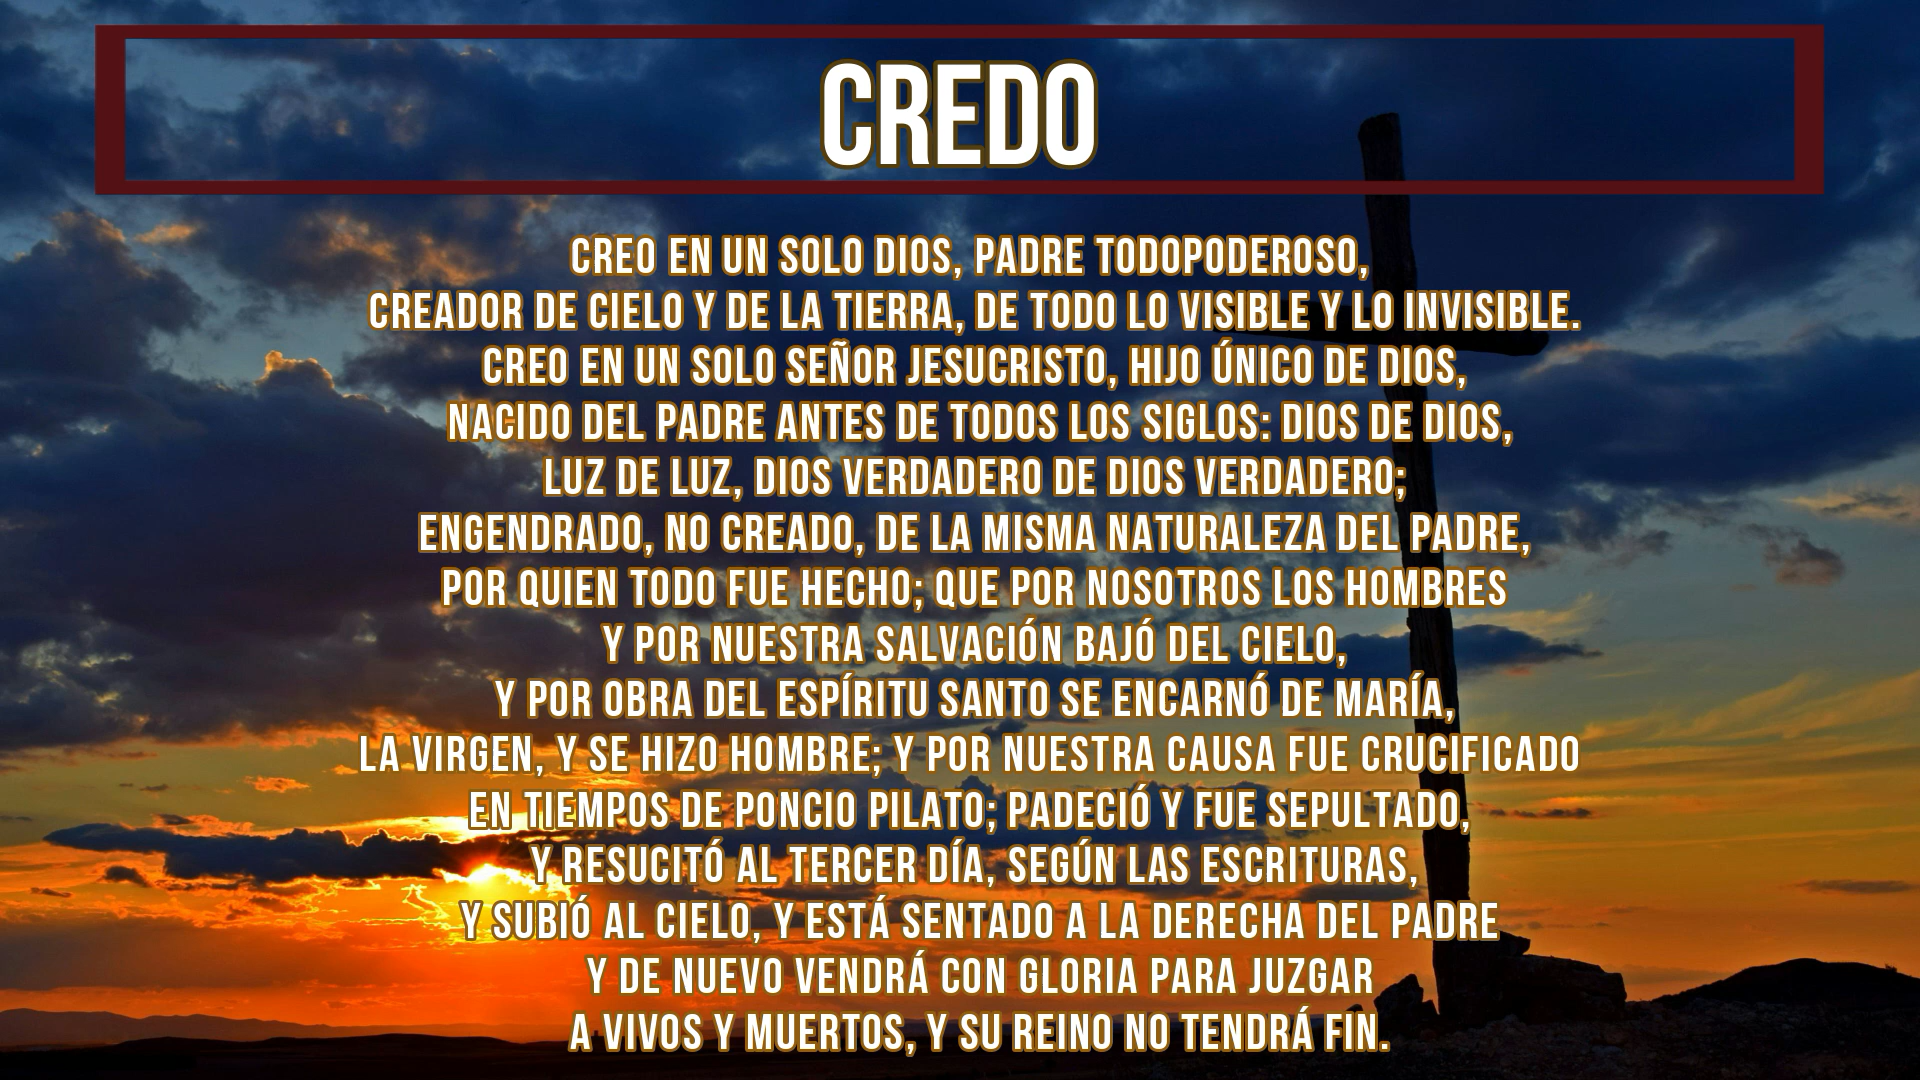 CREDO
CREO EN UN SOLO DIOS, PADRE TODOPODEROSO,
CREADOR DE CIELO Y DE LA TIERRA, DE TODO LO VISIBLE Y LO INVISIBLE.
CREO EN UN SOLO SEÑOR JESUCRISTO, HIJO ÚNICO DE DIOS,
NACIDO DEL PADRE ANTES DE TODOS LOS SIGLOS: DIOS DE DIOS,
LUZ DE LUZ, DIOS VERDADERO DE DIOS VERDADERO;
ENGENDRADO, NO CREADO, DE LA MISMA NATURALEZA DEL PADRE,
POR QUIEN TODO FUE HECHO; QUE POR NOSOTROS LOS HOMBRES
Y POR NUESTRA SALVACIÓN BAJÓ DEL CIELO,
Y POR OBRA DEL ESPÍRITU SANTO SE ENCARNÓ DE MARÍA,
LA VIRGEN, Y SE HIZO HOMBRE; Y POR NUESTRA CAUSA FUE CRUCIFICADO
EN TIEMPOS DE PONCIO PILATO; PADECIÓ Y FUE SEPULTADO,
Y RESUCITÓ AL TERCER DÍA, SEGÚN LAS ESCRITURAS,
Y SUBIÓ AL CIELO, Y ESTÁ SENTADO A LA DERECHA DEL PADRE
Y DE NUEVO VENDRÁ CON GLORIA PARA JUZGAR
A VIVOS Y MUERTOS, Y SU REINO NO TENDRÁ FIN.